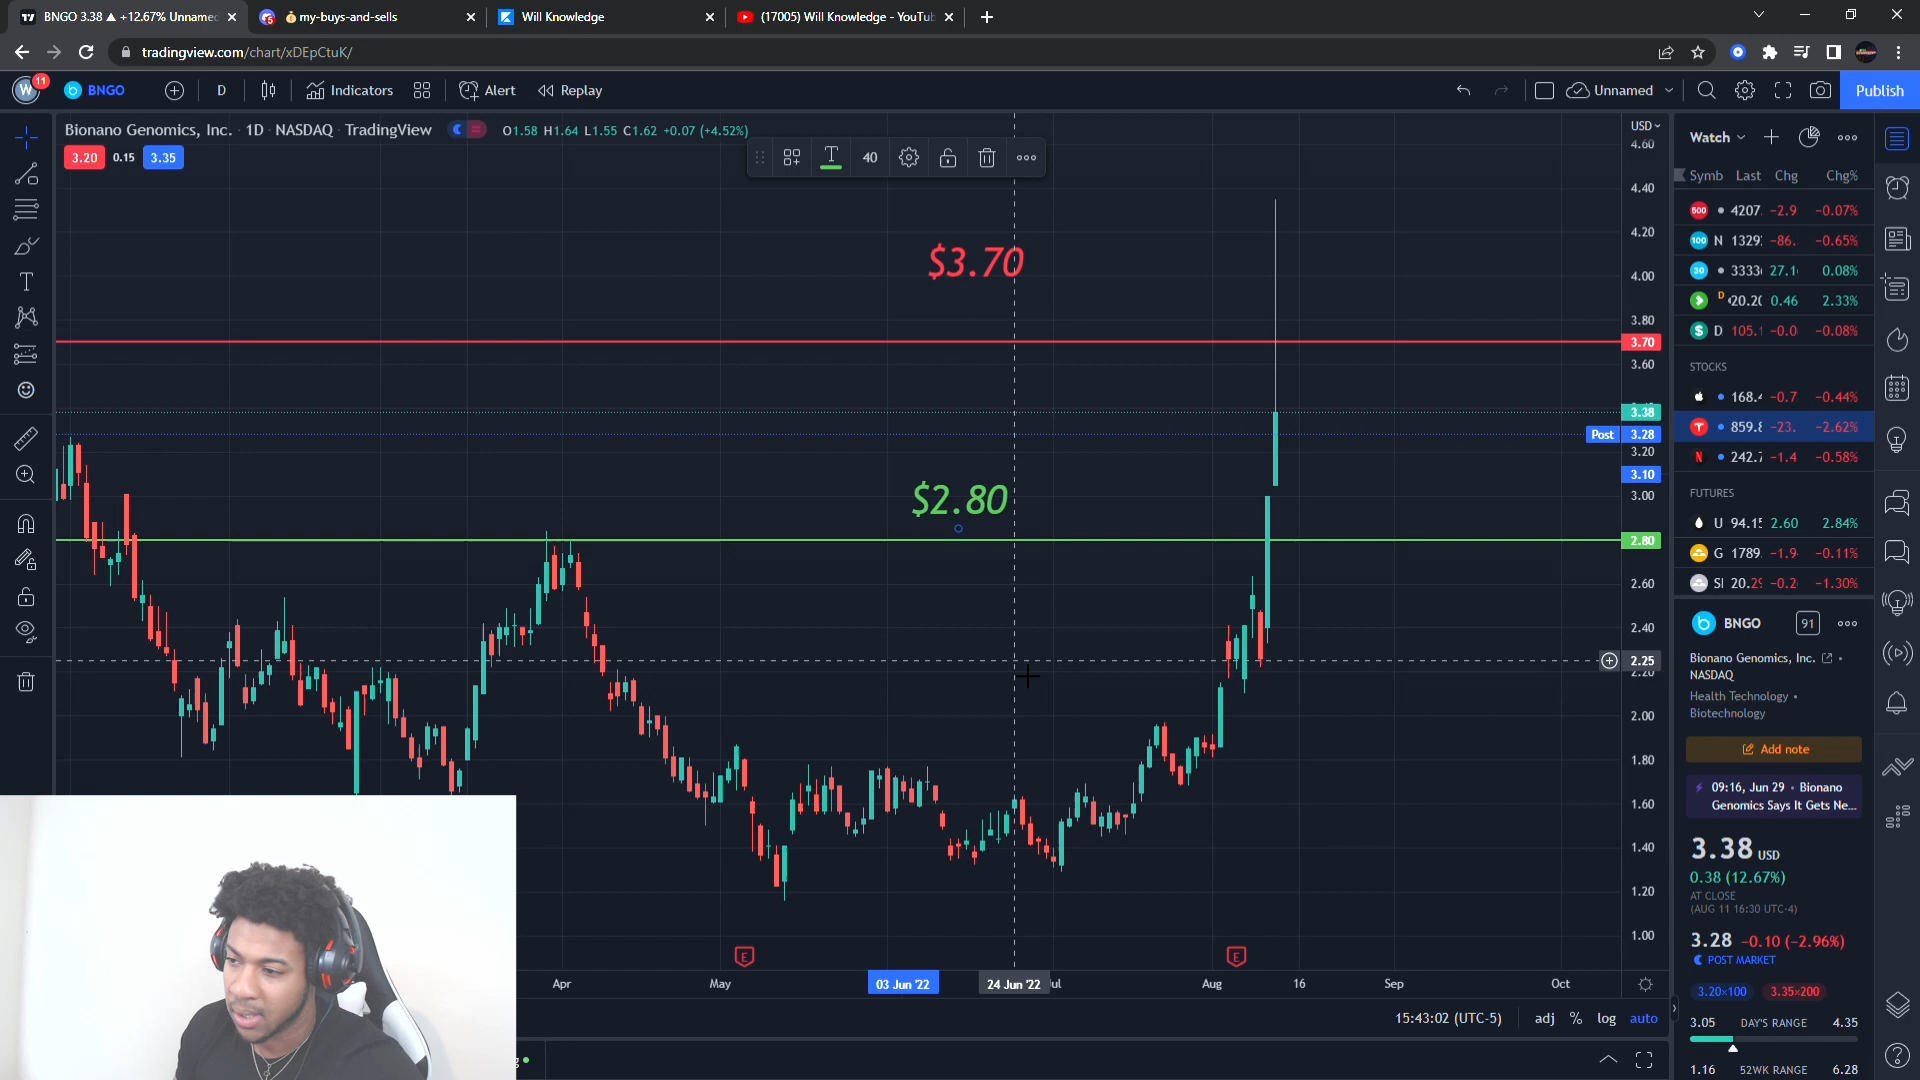 BNGO 3.38 ▲ +12.67% Unname
my-buys-and-sells
Will Knowledge
(17005) Will Knowledge - YouTu
tradingview.com/chart/xDEpCtuK/
W
11
BNGO
D
Indicators
Alert
Replay
Unnamed
Publish
Bionano Genomics, Inc. · 1D · NASDAQ · TradingView
O1.58 H1.64 L1.55 C1.62 +0.07 (+4.52%)
3.20
0.15
3.35
40
$3.70
$2.80
USD
4.60
4.40
4.20
4.00
3.80
3.70
3.60
3.38
Post 3.28
3.20
3.10
3.00
2.80
2.60
2.40
2.25
2.20
2.00
1.80
1.60
1.40
1.20
1.00
E
E
Apr
May
03 Jun '22
24 Jun '22
Jul
Aug
16
Sep
Oct
15:43:02 (UTC-5)
adj
%
log
auto
Watch
Symb Last Chg Chg%
500 4207 -2.9 -0.07%
100 N 1329 -86. -0.65%
30 3333 27.1 0.08%
D 20.20 0.46 2.33%
D 105.1 -0.0 -0.08%
STOCKS
168.4 -0.7 -0.44%
859.8 -23. -2.62%
N 242.7 -1.4 -0.58%
FUTURES
U 94.15 2.60 2.84%
G 1789. -1.9 -0.11%
SI 20.29 -0.2 -1.30%
BNGO
91
Bionano Genomics, Inc.
NASDAQ
Health Technology •
Biotechnology
Add note
09:16, Jun 29 • Bionano
Genomics Says It Gets Ne...
3.38 USD
0.38 (12.67%)
AT CLOSE
(AUG 11 16:30 UTC-4)
3.28 -0.10 (-2.96%)
POST MARKET
3.20×100
3.35×200
3.05 DAY'S RANGE 4.35
1.16 52WK RANGE 6.28